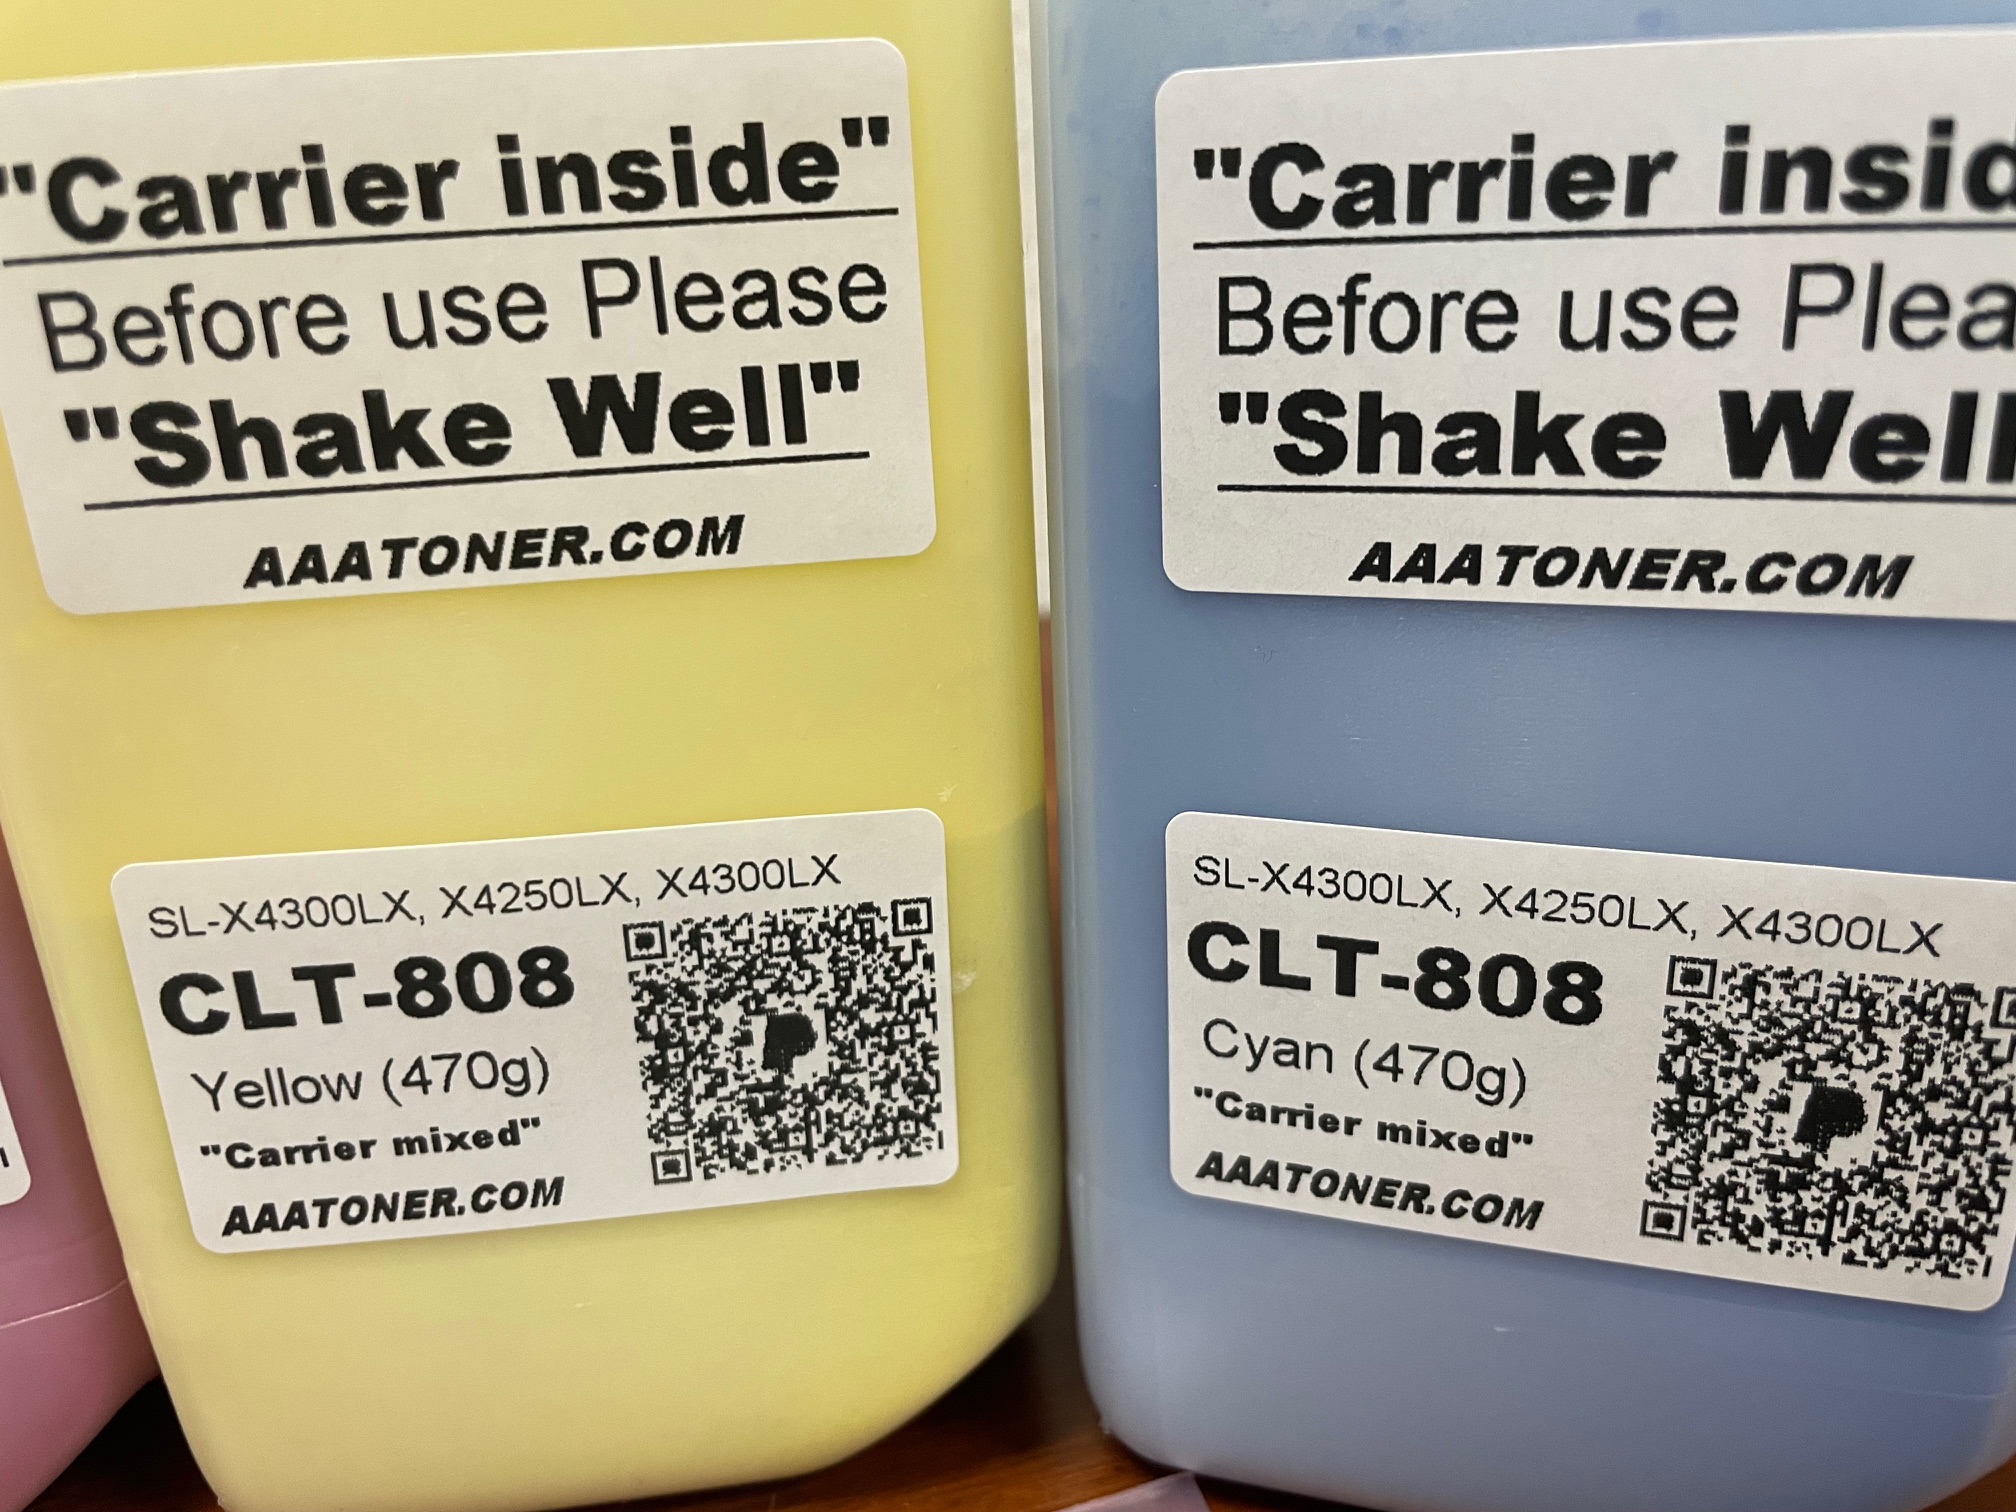 "Carrier inside"
Before use Please
"Shake Well"
AAATONER.COM
SL-X4300LX, X4250LX, X4300LX
CLT-808
Yellow (470g)
"Carrier mixed"
AAATONER.COM
"Carrier insid
Before use Plea
"Shake Well
AAATONER.COM
SL-X4300LX, X4250LX, X4300LX
CLT-808
Cyan (470g)
"Carrier mixed"
AAATONER.COM